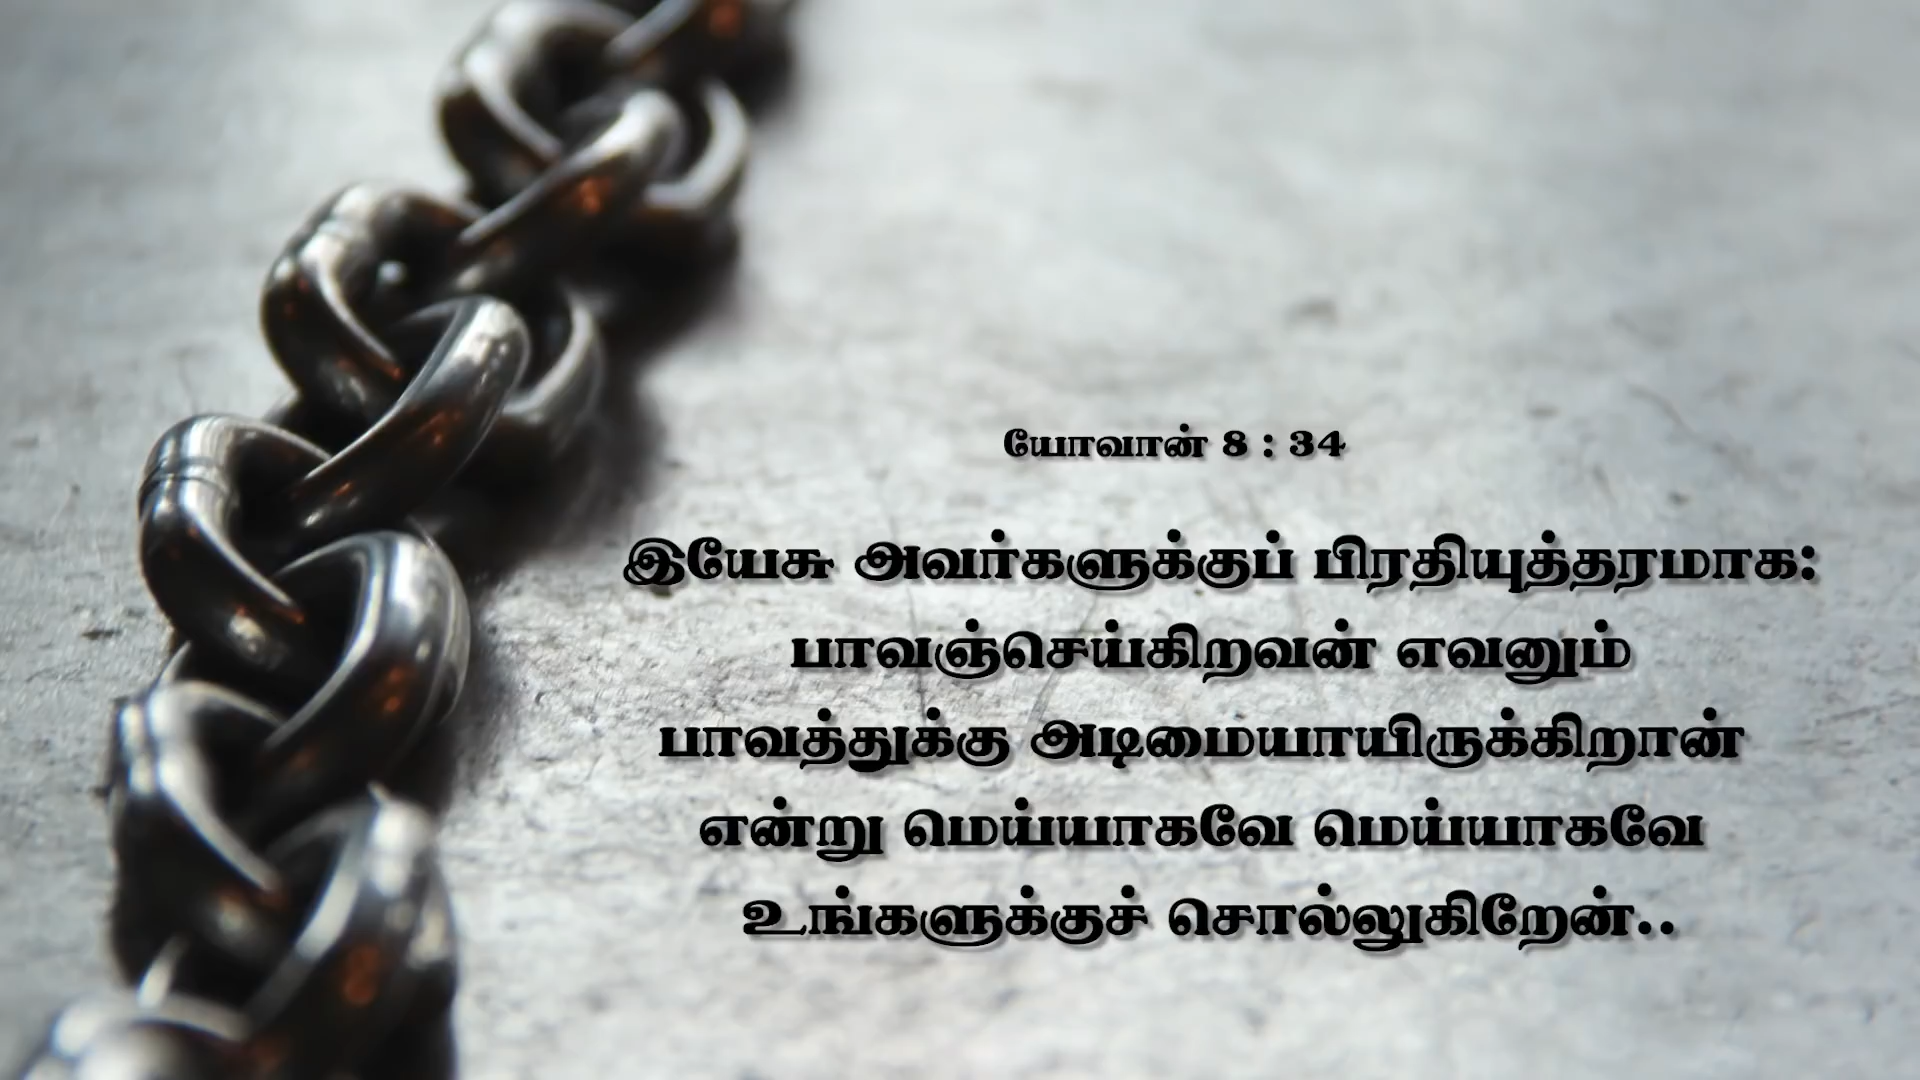 யோவான் 8 : 34
இயேசு அவர்களுக்குப் பிரதியுத்தரமாக:
பாவஞ்செய்கிறவன் எவனும்
பாவத்துக்கு அடிமையாயிருக்கிறான்
என்று மெய்யாகவே மெய்யாகவே
உங்களுக்குச் சொல்லுகிறேன்..